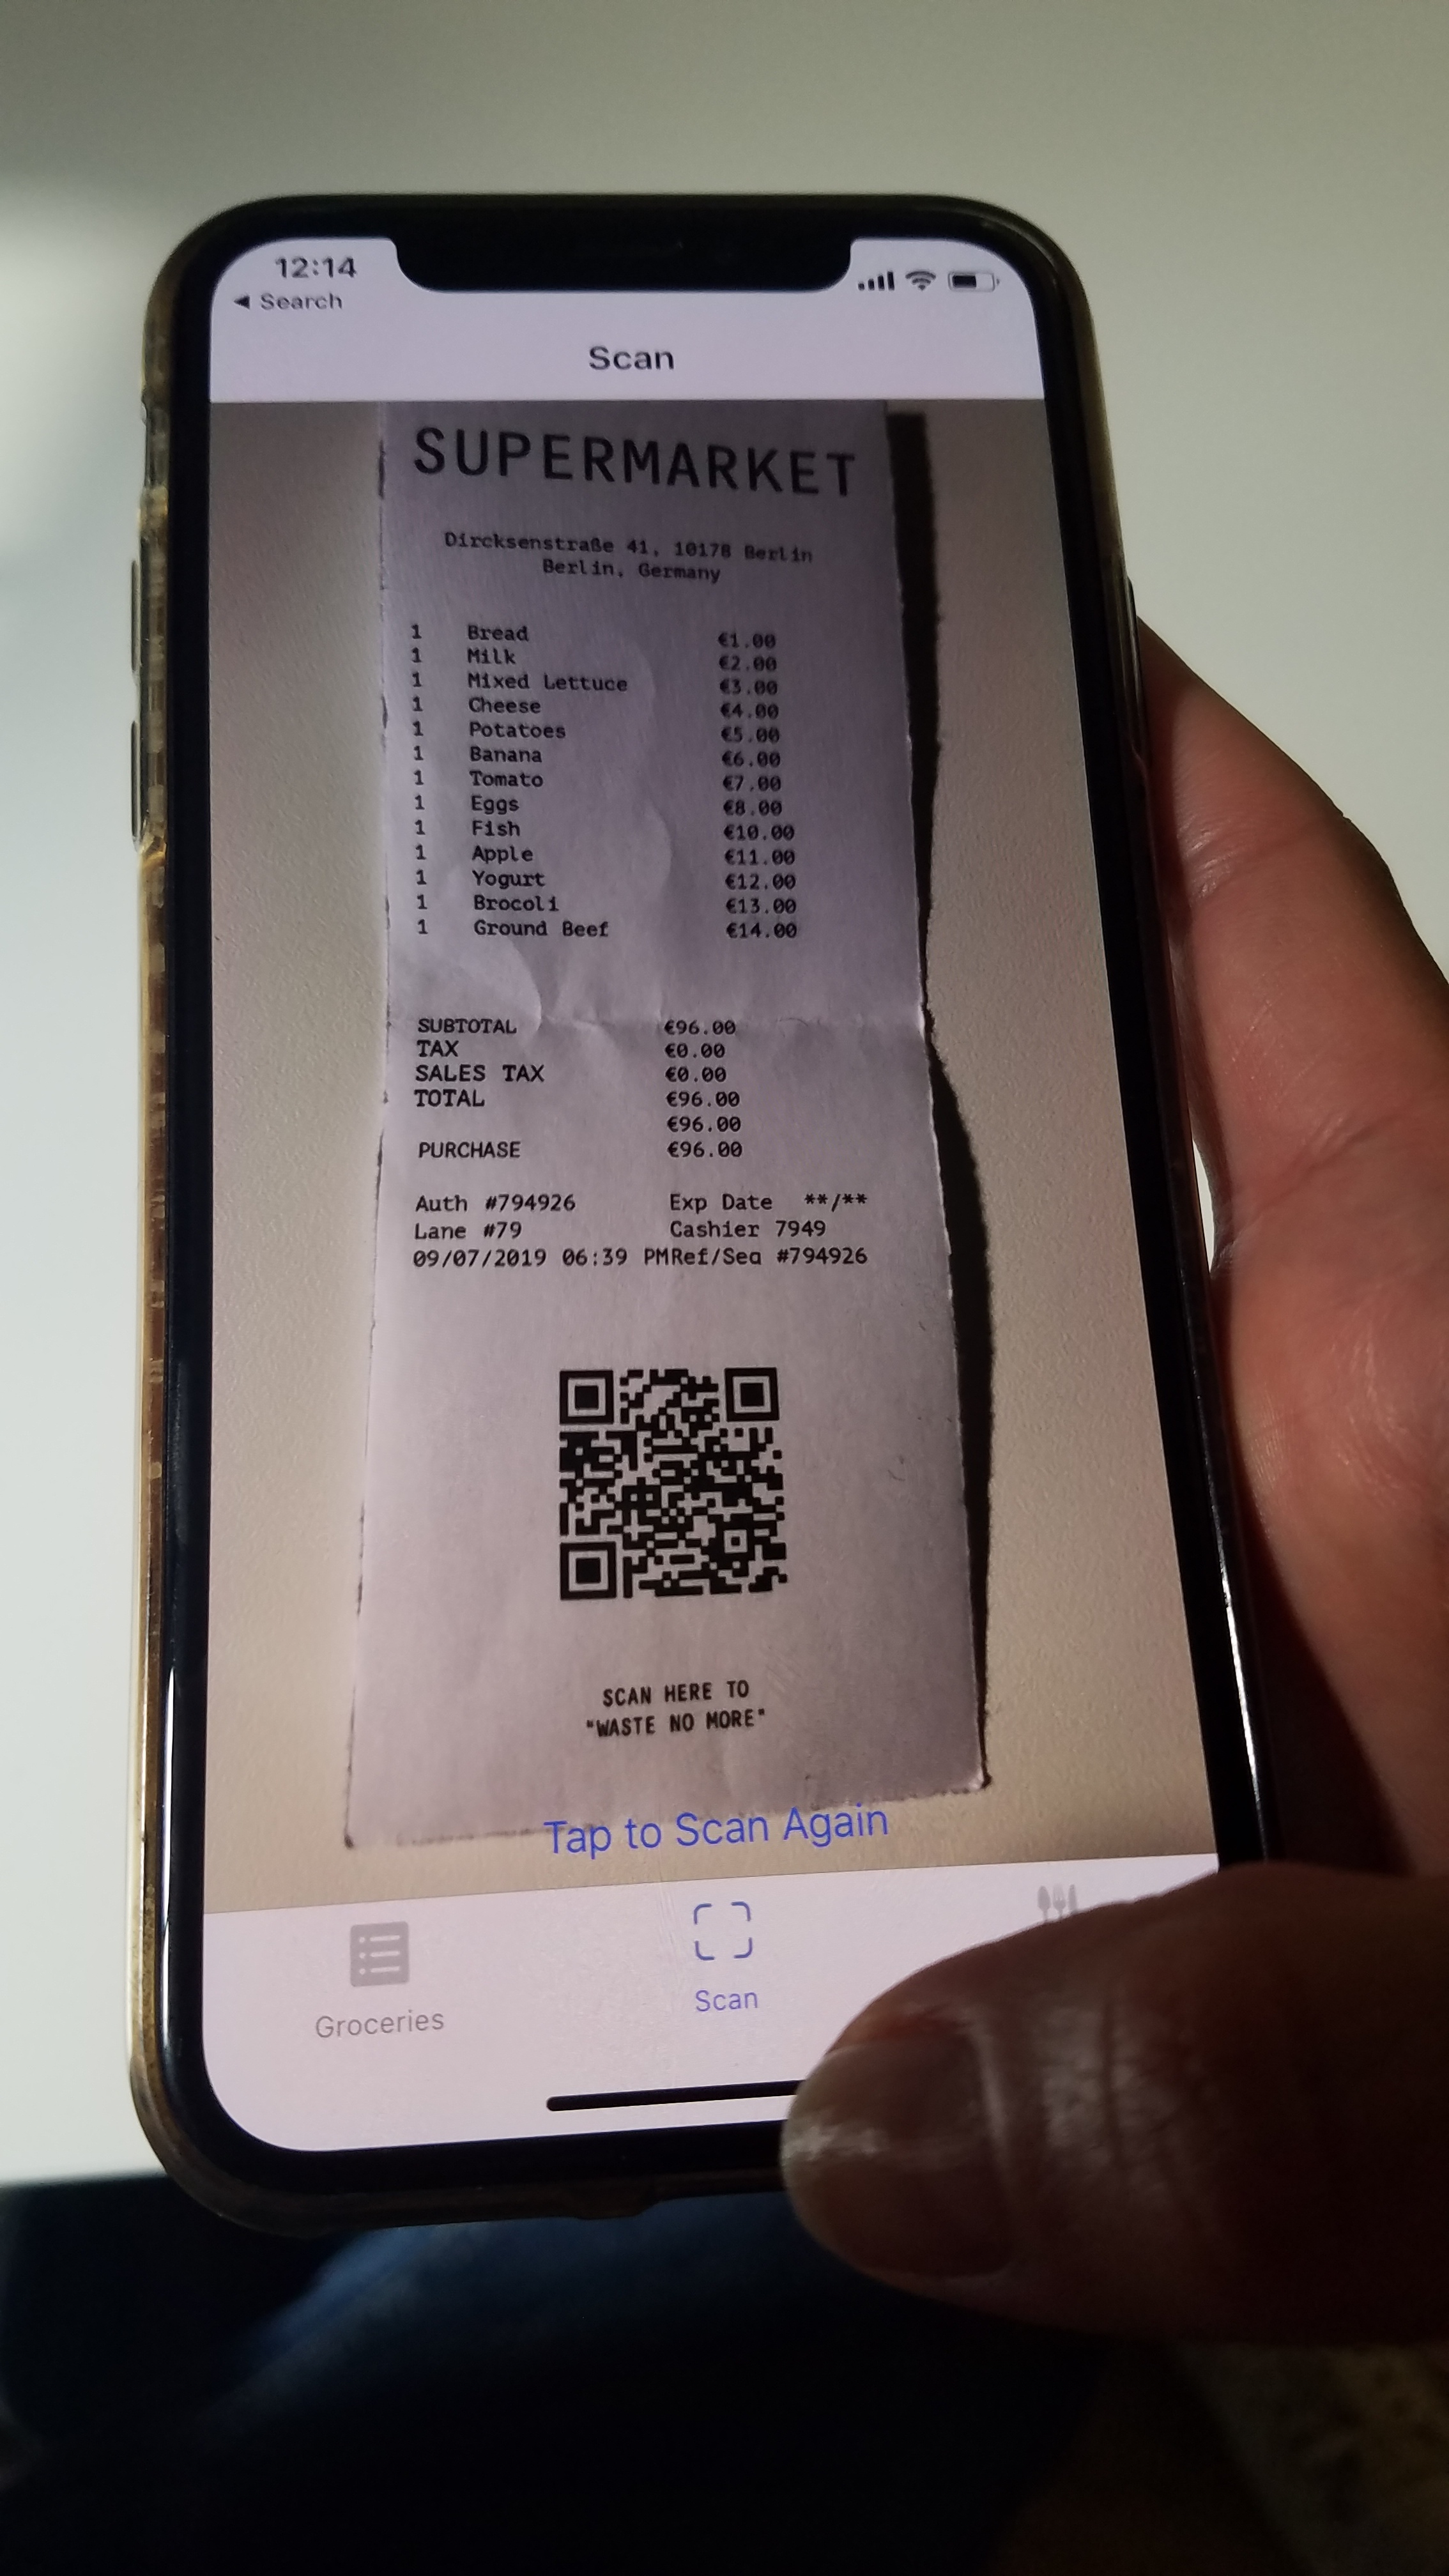 12:14
◀ Search
Scan
SUPERMARKET
Dircksenstraße 41, 10178 Berlin
Berlin, Germany
1 Bread €1.00
1 Milk €2.00
1 Mixed Lettuce €3.00
1 Cheese €4.00
1 Potatoes €5.00
1 Banana €6.00
1 Tomato €7.00
1 Eggs €8.00
1 Fish €10.00
1 Apple €11.00
1 Yogurt €12.00
1 Brocoli €13.00
1 Ground Beef €14.00
SUBTOTAL €96.00
TAX €0.00
SALES TAX €0.00
TOTAL €96.00
€96.00
PURCHASE €96.00
Auth #794926 Exp Date **/**
Lane #79 Cashier 7949
09/07/2019 06:39 PMRef/Seq #794926
SCAN HERE TO
"WASTE NO MORE"
Tap to Scan Again
Groceries
Scan